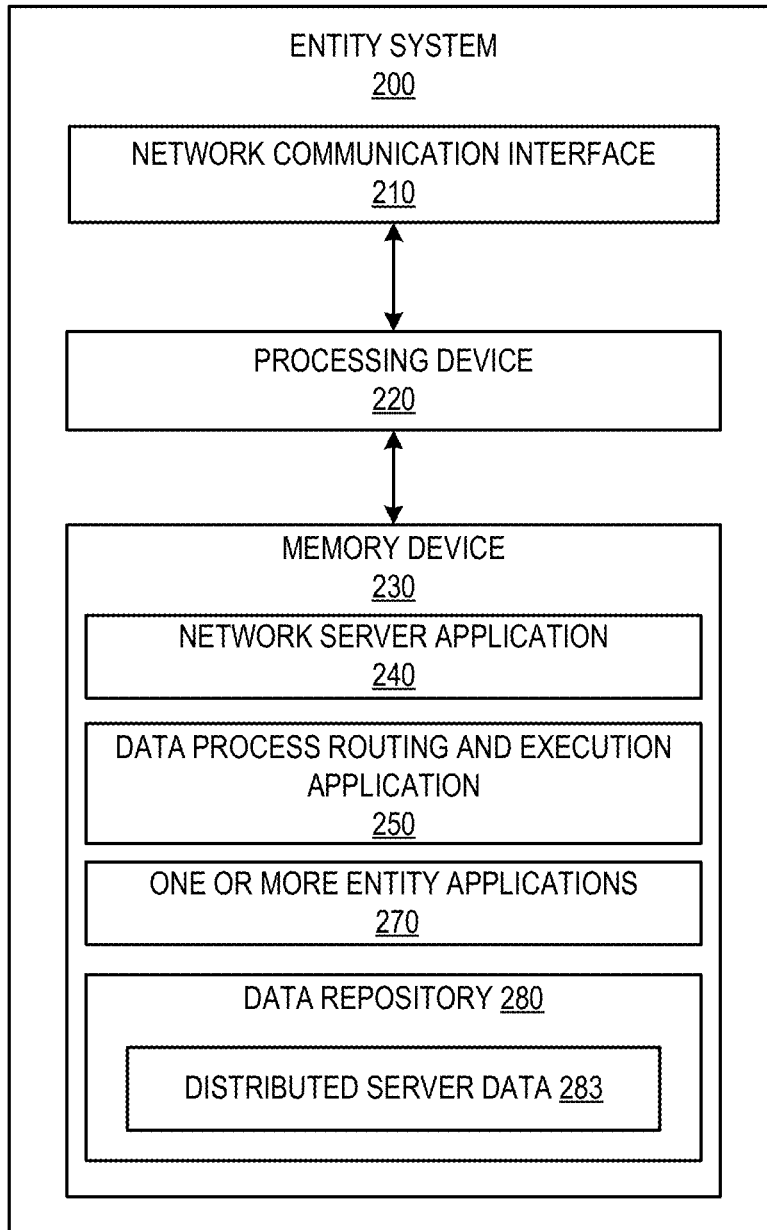 ENTITY SYSTEM
200
NETWORK COMMUNICATION INTERFACE
210
PROCESSING DEVICE
220
MEMORY DEVICE
230
NETWORK SERVER APPLICATION
240
DATA PROCESS ROUTING AND EXECUTION
APPLICATION
250
ONE OR MORE ENTITY APPLICATIONS
270
DATA REPOSITORY 280
DISTRIBUTED SERVER DATA 283